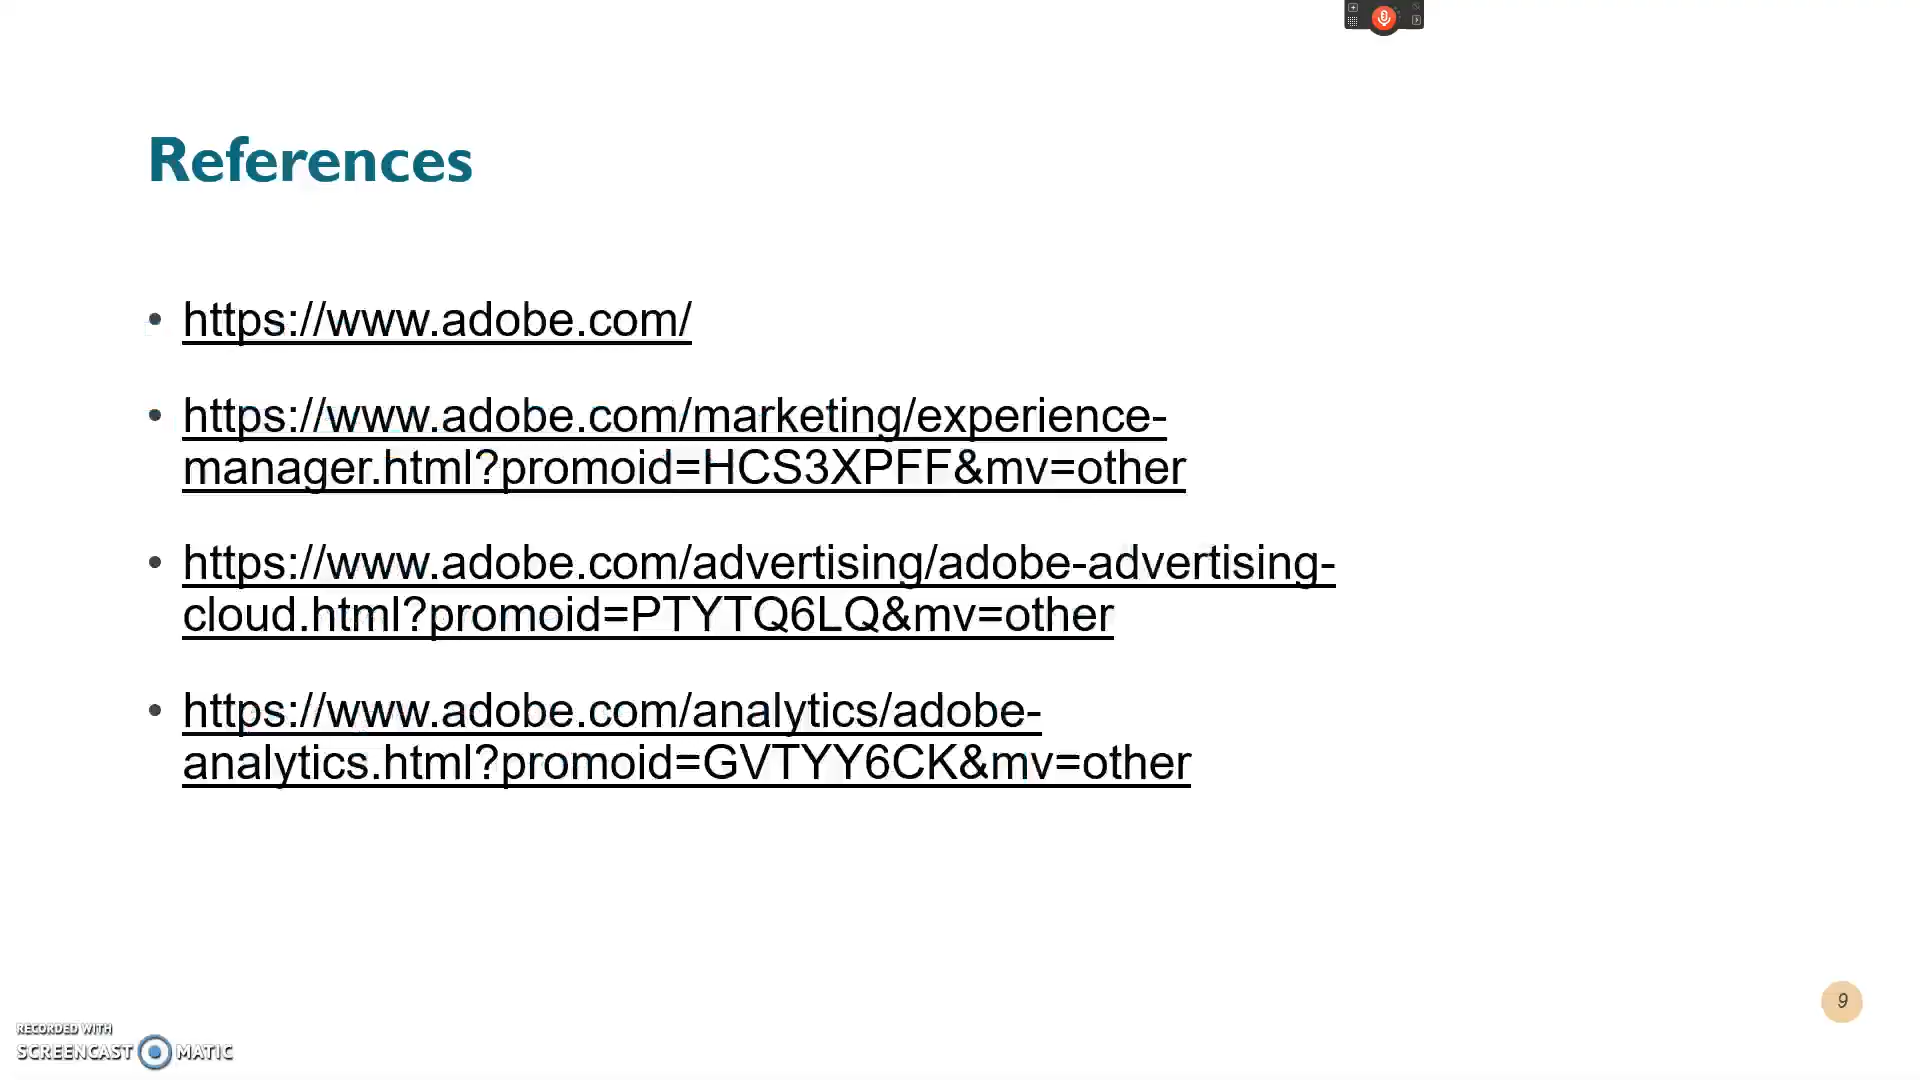 References
• https://www.adobe.com/
• https://www.adobe.com/marketing/experience-
manager.html?promoid=HCS3XPFF&mv=other
• https://www.adobe.com/advertising/adobe-advertising-
cloud.html?promoid=PTYTQ6LQ&mv=other
• https://www.adobe.com/analytics/adobe-
analytics.html?promoid=GVTYY6CK&mv=other
9
RECORDED WITH
SCREENCAST MATIC